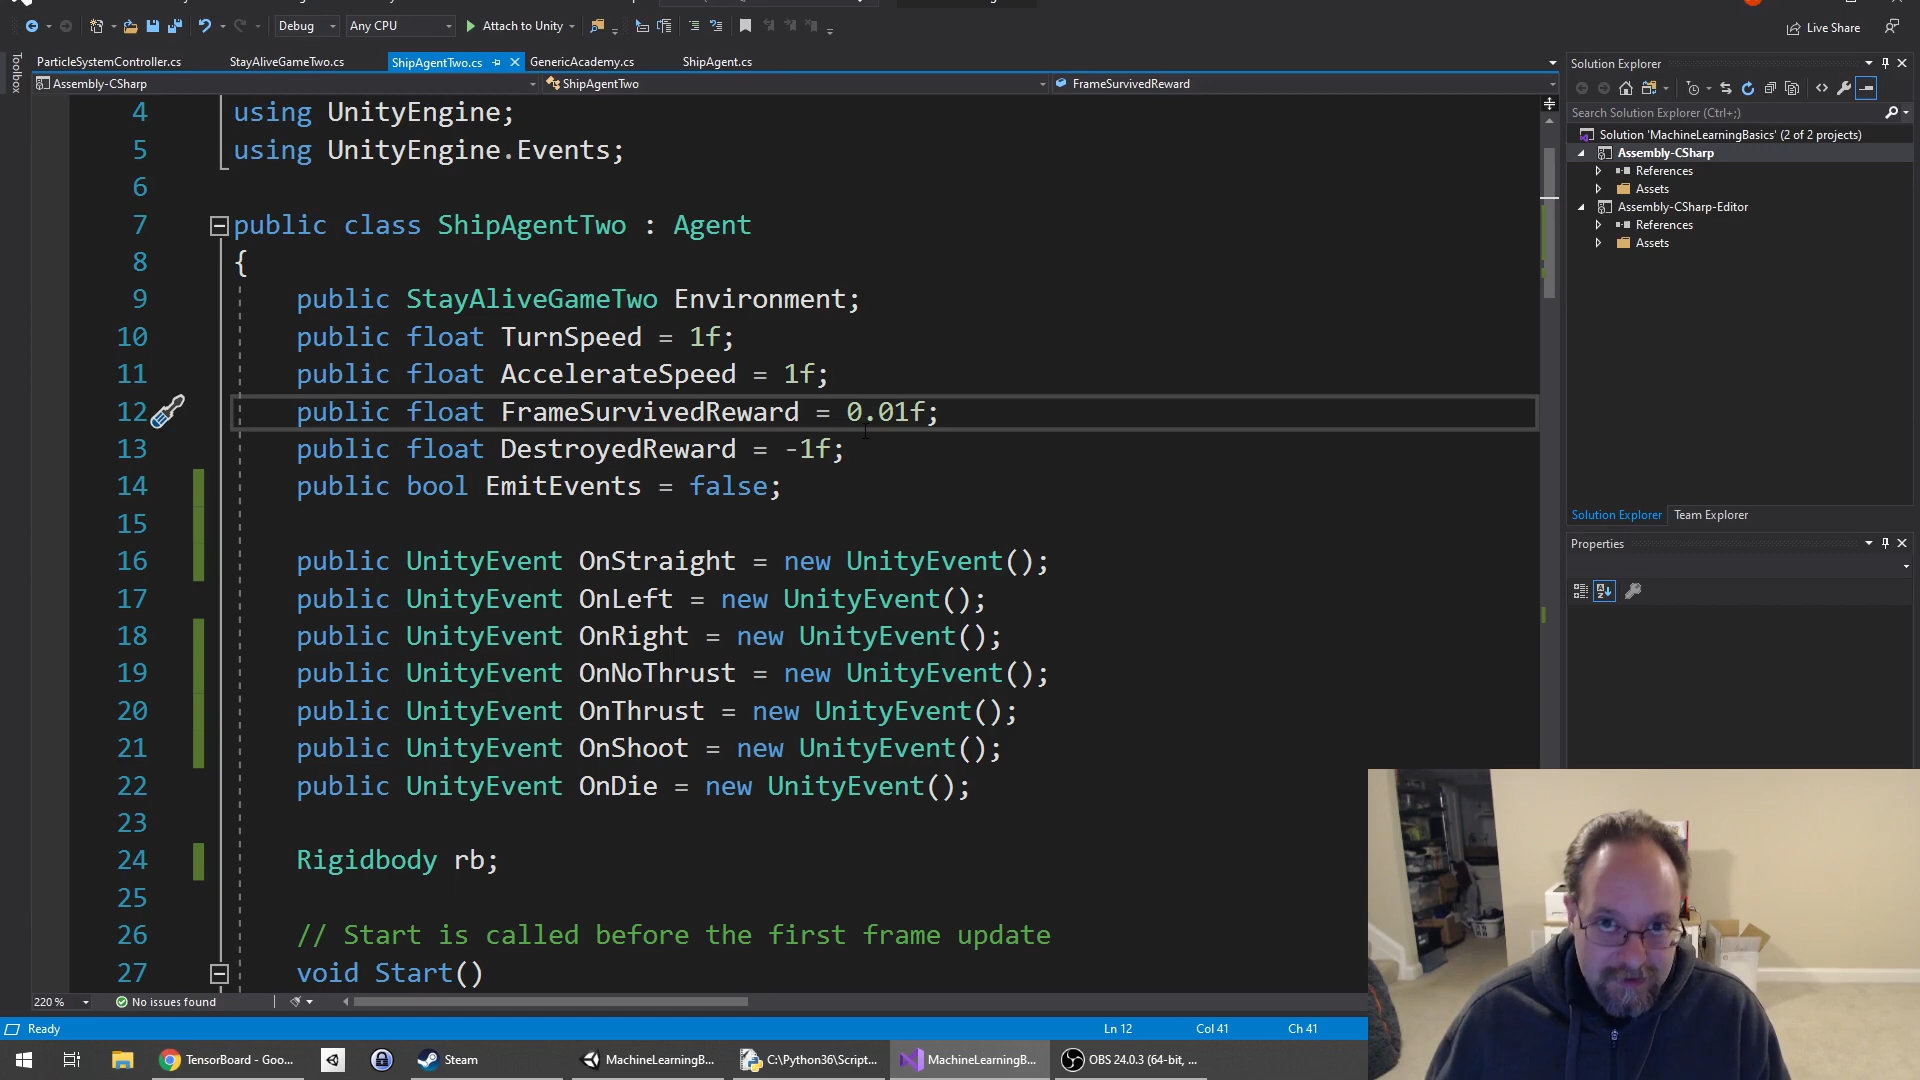 Debug
Any CPU
Attach to Unity
Live Share
Toolbox
ParticleSystemController.cs
StayAliveGameTwo.cs
ShipAgentTwo.cs
GenericAcademy.cs
ShipAgent.cs
Assembly-CSharp
ShipAgentTwo
FrameSurvivedReward
4 using UnityEngine;
5 using UnityEngine.Events;
6
7 public class ShipAgentTwo : Agent
8 {
9 public StayAliveGameTwo Environment;
10 public float TurnSpeed = 1f;
11 public float AccelerateSpeed = 1f;
12 public float FrameSurvivedReward = 0.01f;
13 public float DestroyedReward = -1f;
14 public bool EmitEvents = false;
15
16 public UnityEvent OnStraight = new UnityEvent();
17 public UnityEvent OnLeft = new UnityEvent();
18 public UnityEvent OnRight = new UnityEvent();
19 public UnityEvent OnNoThrust = new UnityEvent();
20 public UnityEvent OnThrust = new UnityEvent();
21 public UnityEvent OnShoot = new UnityEvent();
22 public UnityEvent OnDie = new UnityEvent();
23
24 Rigidbody rb;
25
26 // Start is called before the first frame update
27 void Start()
220 %
No issues found
Solution Explorer
Search Solution Explorer (Ctrl+;)
Solution 'MachineLearningBasics' (2 of 2 projects)
Assembly-CSharp
References
Assets
Assembly-CSharp-Editor
References
Assets
Solution Explorer
Team Explorer
Properties
Ready
Ln 12
Col 41
Ch 41
TensorBoard - Goo...
Steam
MachineLearningB...
C:\Python36\Script...
MachineLearningB...
OBS 24.0.3 (64-bit, ...